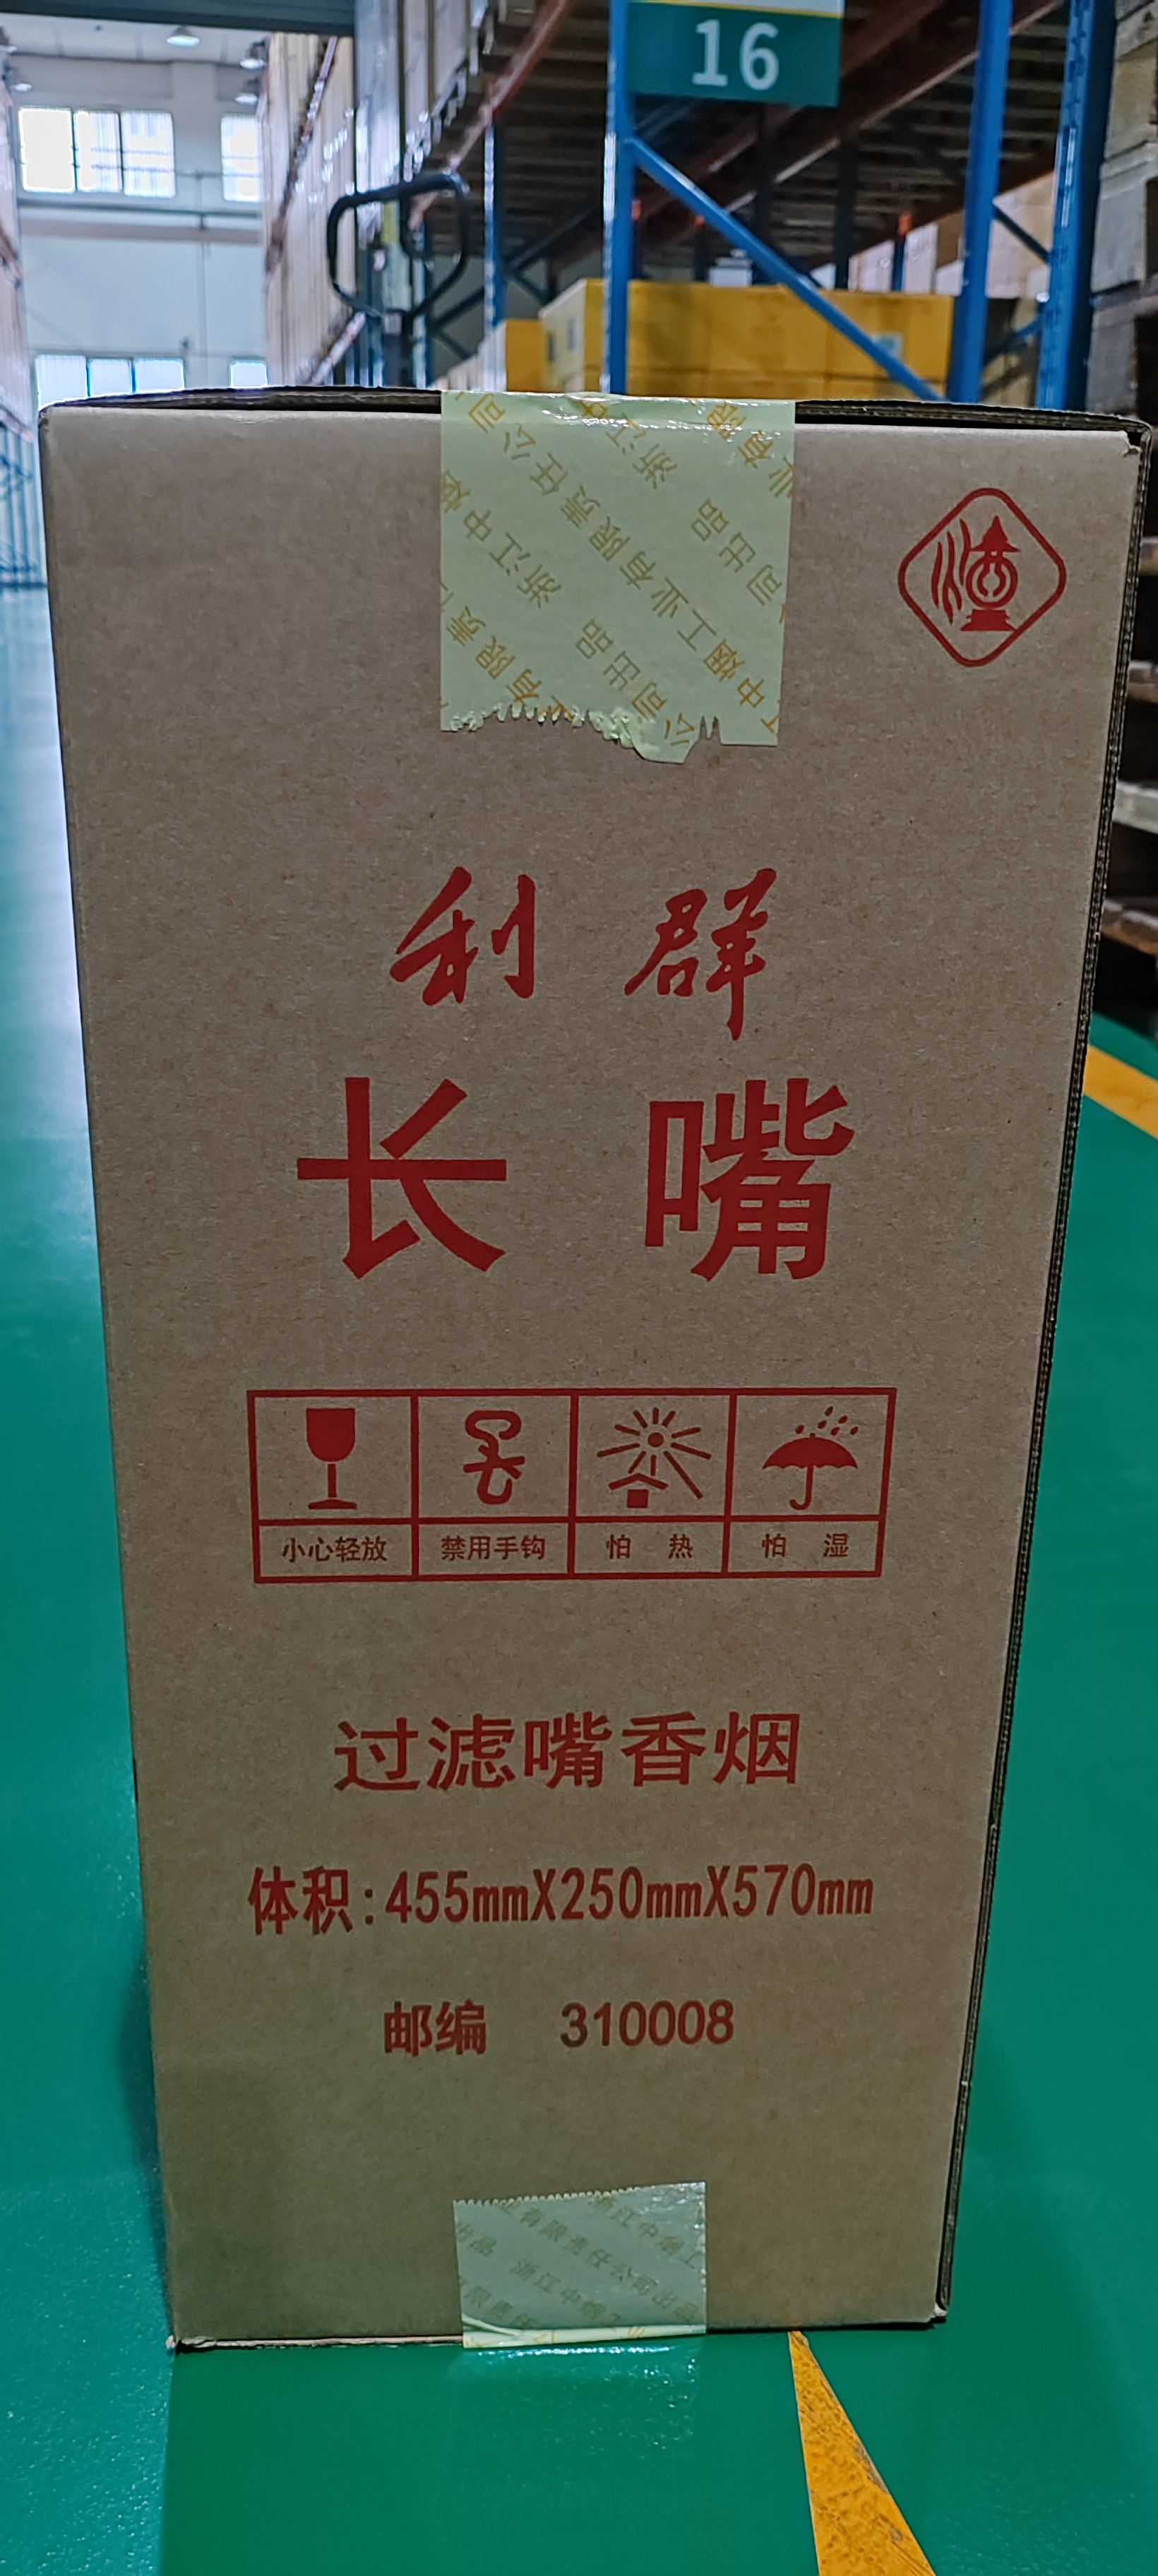 16
浙江中烟工业有限责任公司出品
利群
长嘴
小心轻放 禁用手钩 怕热 怕湿
过滤嘴香烟
体积:455mmX250mmX570mm
邮编 310008
浙江中烟工业有限责任公司出品